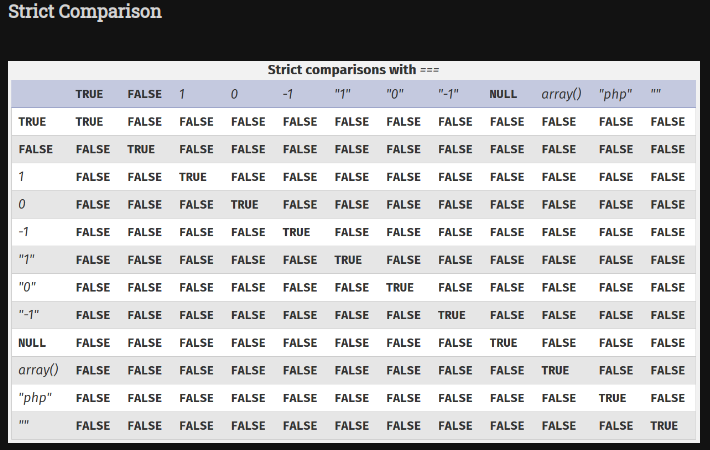 Strict Comparison
Strict comparisons with ===
TRUE FALSE 1 0 -1 "1" "0" "-1" NULL array() "php" ""
TRUE TRUE FALSE FALSE FALSE FALSE FALSE FALSE FALSE FALSE FALSE FALSE FALSE
FALSE FALSE TRUE FALSE FALSE FALSE FALSE FALSE FALSE FALSE FALSE FALSE FALSE
1 FALSE FALSE TRUE FALSE FALSE FALSE FALSE FALSE FALSE FALSE FALSE FALSE
0 FALSE FALSE FALSE TRUE FALSE FALSE FALSE FALSE FALSE FALSE FALSE FALSE
-1 FALSE FALSE FALSE FALSE TRUE FALSE FALSE FALSE FALSE FALSE FALSE FALSE
"1" FALSE FALSE FALSE FALSE FALSE TRUE FALSE FALSE FALSE FALSE FALSE FALSE
"0" FALSE FALSE FALSE FALSE FALSE FALSE TRUE FALSE FALSE FALSE FALSE FALSE
"-1" FALSE FALSE FALSE FALSE FALSE FALSE FALSE TRUE FALSE FALSE FALSE FALSE
NULL FALSE FALSE FALSE FALSE FALSE FALSE FALSE FALSE TRUE FALSE FALSE FALSE
array() FALSE FALSE FALSE FALSE FALSE FALSE FALSE FALSE FALSE TRUE FALSE FALSE
"php" FALSE FALSE FALSE FALSE FALSE FALSE FALSE FALSE FALSE FALSE TRUE FALSE
"" FALSE FALSE FALSE FALSE FALSE FALSE FALSE FALSE FALSE FALSE FALSE TRUE